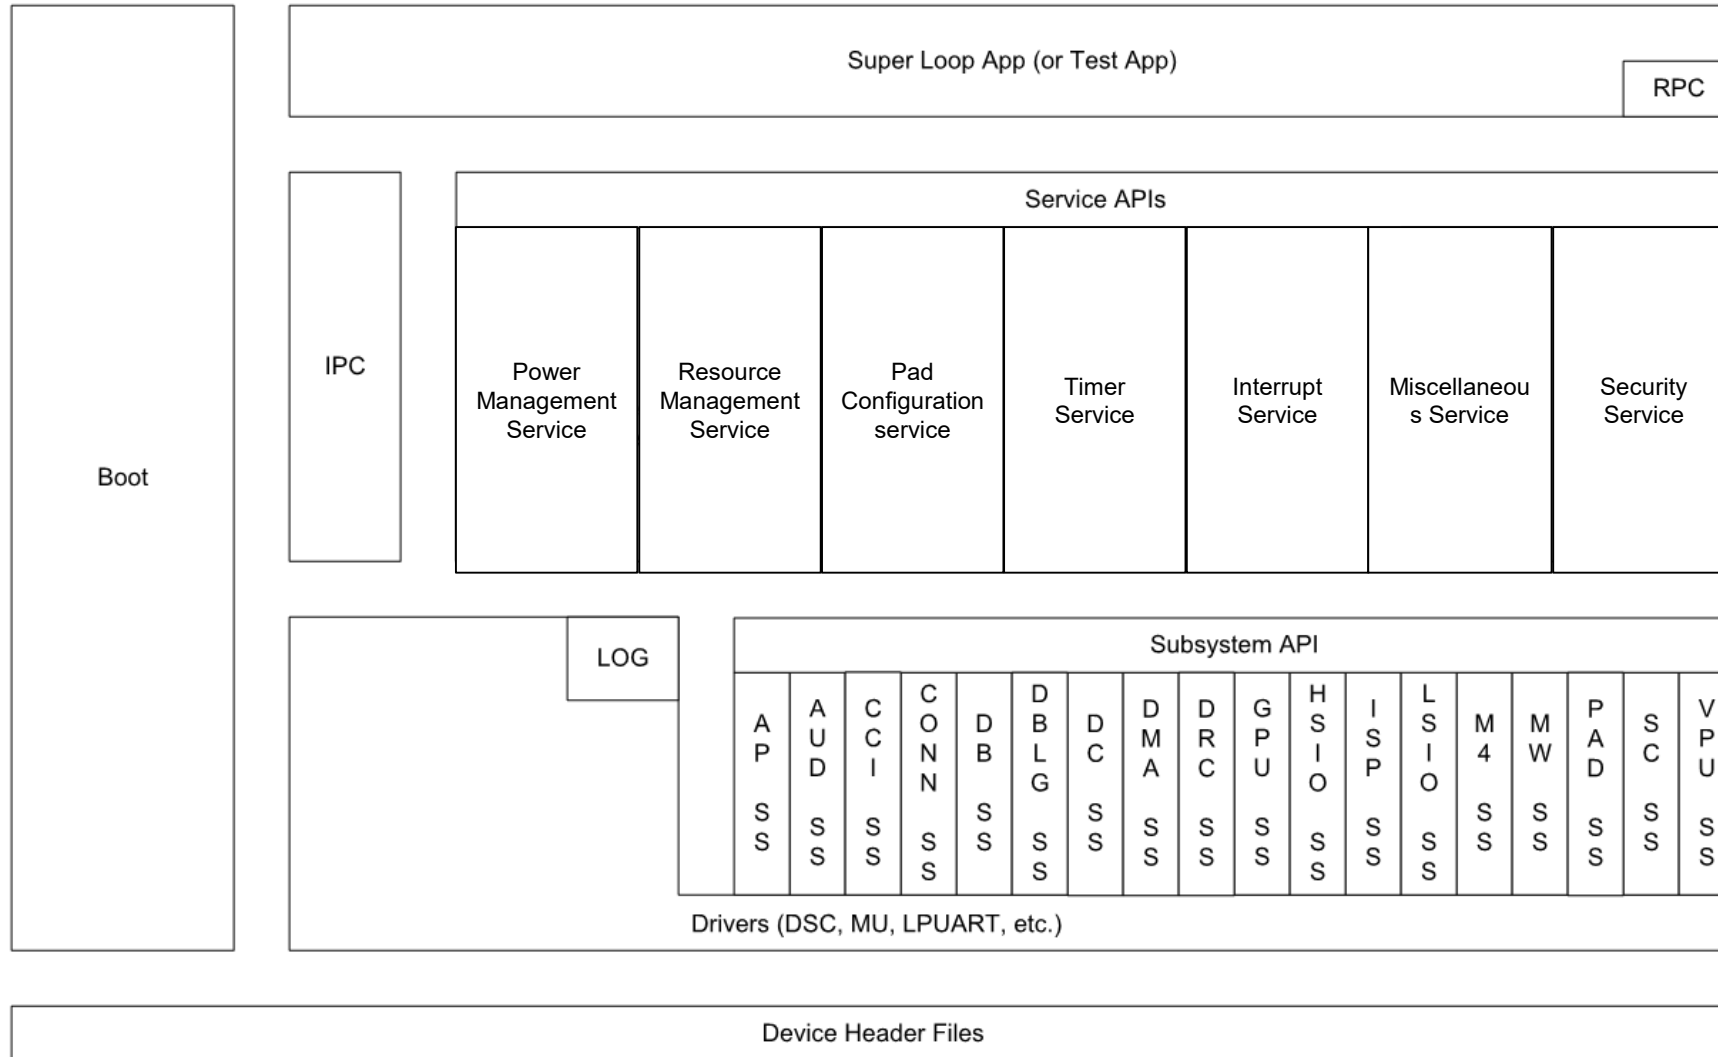 Super Loop App (or Test App)
RPC
Service APIs
IPC
Power
Management
Service
Resource
Management
Service
Pad
Configuration
service
Timer
Service
Interrupt
Service
Miscellaneou
s Service
Security
Service
Boot
LOG
Subsystem API
AP SS
AUD SS
CCI SS
CONN SS
DB SS
DBLG SS
DC SS
DMA SS
DRC SS
GPU SS
HSIO SS
ISP SS
LSIO SS
M4 SS
MW SS
PAD SS
SC SS
VPU SS
Drivers (DSC, MU, LPUART, etc.)
Device Header Files